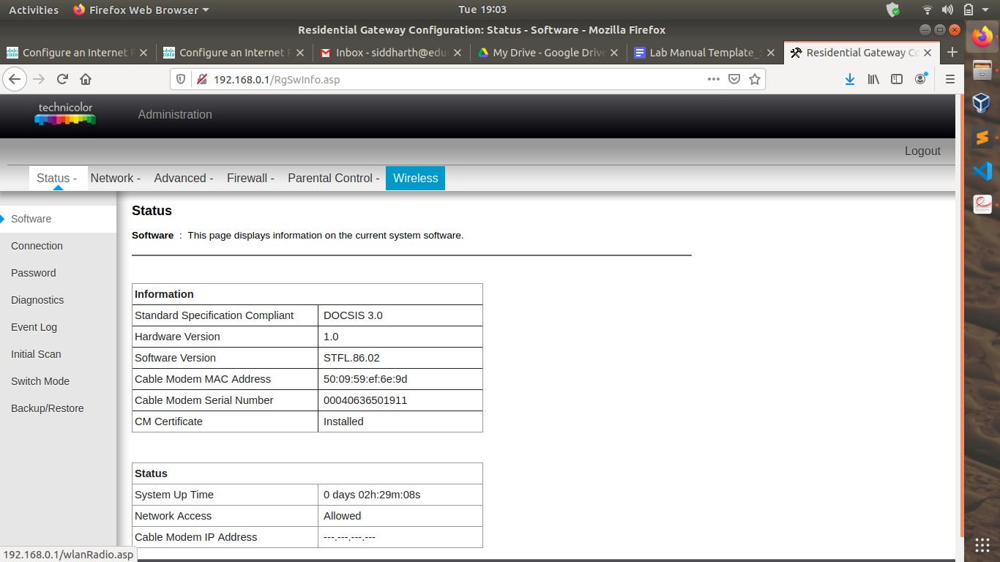 Activities Firefox Web Browser Tue 19:03
Residential Gateway Configuration: Status - Software - Mozilla Firefox
Configure an Internet P Configure an Internet P Inbox - siddharth@edu My Drive - Google Drive Lab Manual Template_ Residential Gateway Co
192.168.0.1/RgSwInfo.asp
technicolor Administration
Logout
Status - Network - Advanced - Firewall - Parental Control - Wireless
Software
Connection
Password
Diagnostics
Event Log
Initial Scan
Switch Mode
Backup/Restore
Status
Software : This page displays information on the current system software.
Information
Standard Specification Compliant DOCSIS 3.0
Hardware Version 1.0
Software Version STFL.86.02
Cable Modem MAC Address 50:09:59:ef:6e:9d
Cable Modem Serial Number 00040636501911
CM Certificate Installed
Status
System Up Time 0 days 02h:29m:08s
Network Access Allowed
Cable Modem IP Address ---.---.---.---
192.168.0.1/wlanRadio.asp